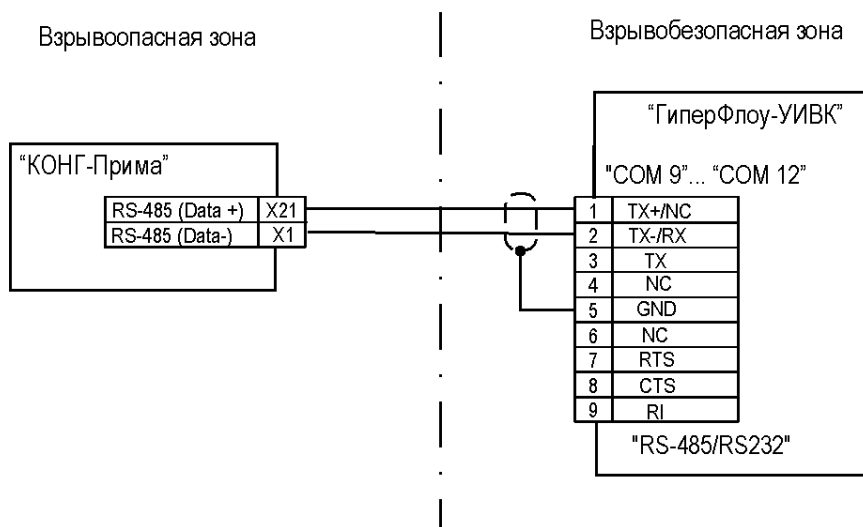 Взрывоопасная зона
Взрывобезопасная зона
“ГиперФлоу-УИВК”
“КОНГ-Прима”
"COM 9”... “COM 12”
RS-485 (Data +) X21
RS-485 (Data-) X1
1 TX+/NC
2 TX-/RX
3 TX
4 NC
5 GND
6 NC
7 RTS
8 CTS
9 RI
"RS-485/RS232"